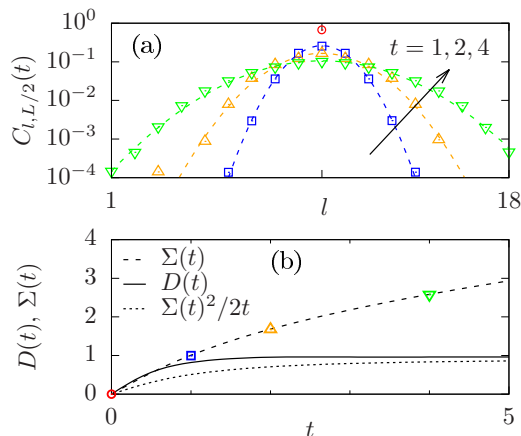 10^0
(a)
t = 1, 2, 4
10^{-1}
10^{-2}
10^{-3}
10^{-4}
C_{l,L/2}(t)
1
l
18
4
Σ(t)
(b)
3
D(t)
2
Σ(t)^2/2t
1
0
D(t), Σ(t)
0
t
5